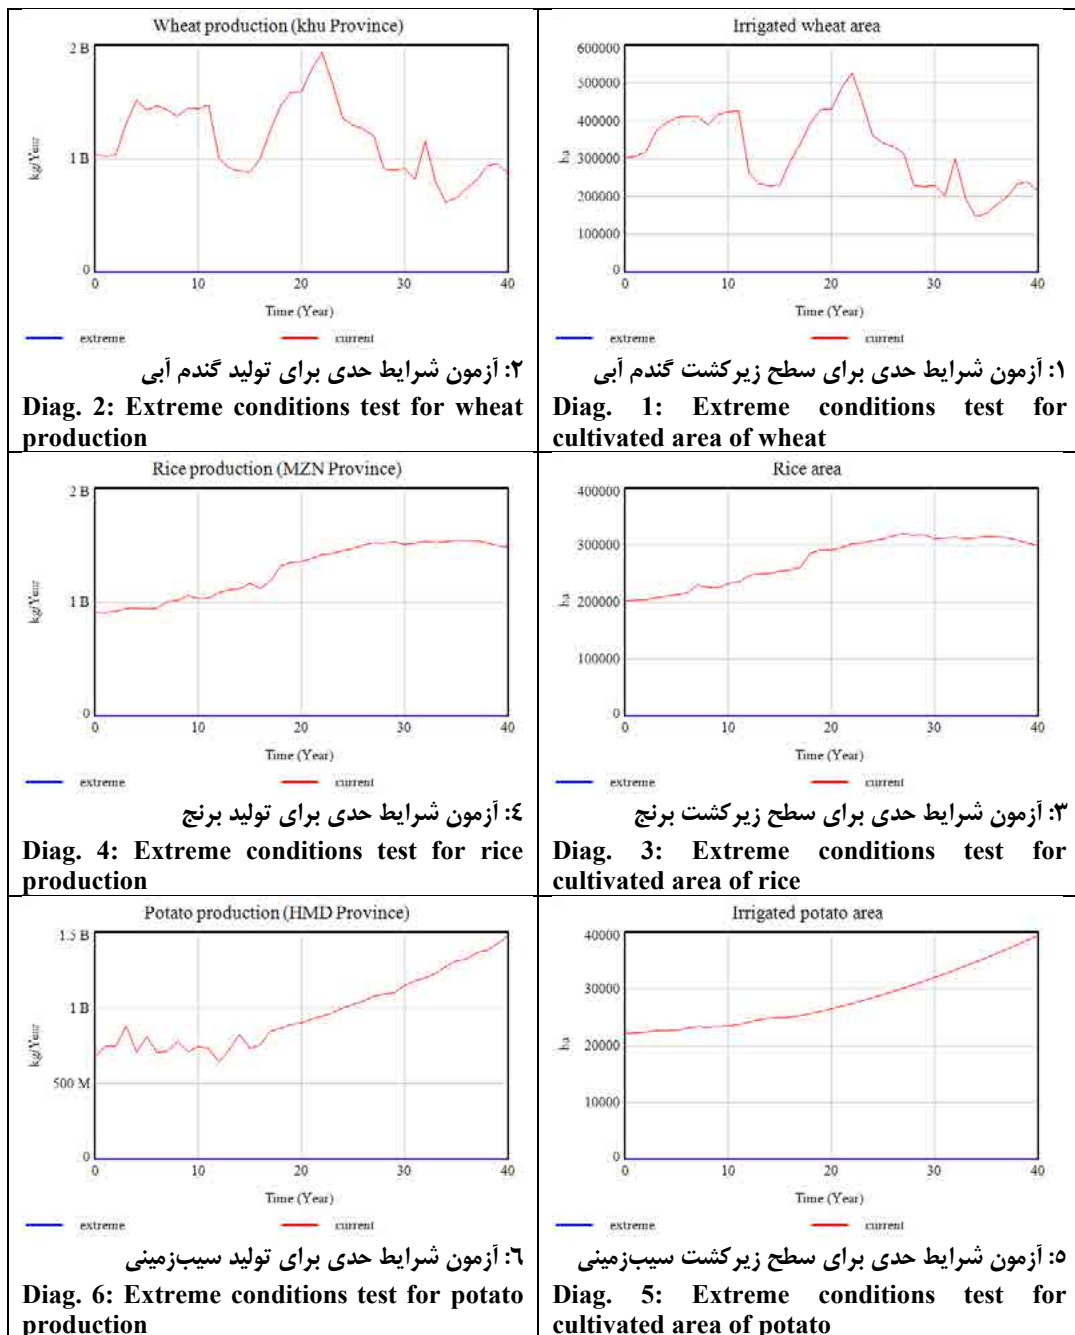 Wheat production (khu Province)
2 B
1 B
0
kg/Year
0
10
20
30
40
Time (Year)
extreme
current
۲: آزمون شرایط حدی برای تولید گندم آبی
Diag. 2: Extreme conditions test for wheat
production
Irrigated wheat area
600000
500000
400000
300000
200000
100000
0
ha
0
10
20
30
40
Time (Year)
extreme
current
۱: آزمون شرایط حدی برای سطح زیرکشت گندم آبی
Diag. 1: Extreme conditions test for
cultivated area of wheat
Rice production (MZN Province)
2 B
1 B
0
kg/Year
0
10
20
30
40
Time (Year)
extreme
current
٤: آزمون شرایط حدی برای تولید برنج
Diag. 4: Extreme conditions test for rice
production
Rice area
400000
300000
200000
100000
0
ha
0
10
20
30
40
Time (Year)
extreme
current
۳: آزمون شرایط حدی برای سطح زیرکشت برنج
Diag. 3: Extreme conditions test for
cultivated area of rice
Potato production (HMD Province)
1.5 B
1 B
500 M
0
kg/Year
0
10
20
30
40
Time (Year)
extreme
current
٦: آزمون شرایط حدی برای تولید سیب‌زمینی
Diag. 6: Extreme conditions test for potato
production
Irrigated potato area
40000
30000
20000
10000
0
ha
0
10
20
30
40
Time (Year)
extreme
current
٥: آزمون شرایط حدی برای سطح زیرکشت سیب‌زمینی
Diag. 5: Extreme conditions test for
cultivated area of potato